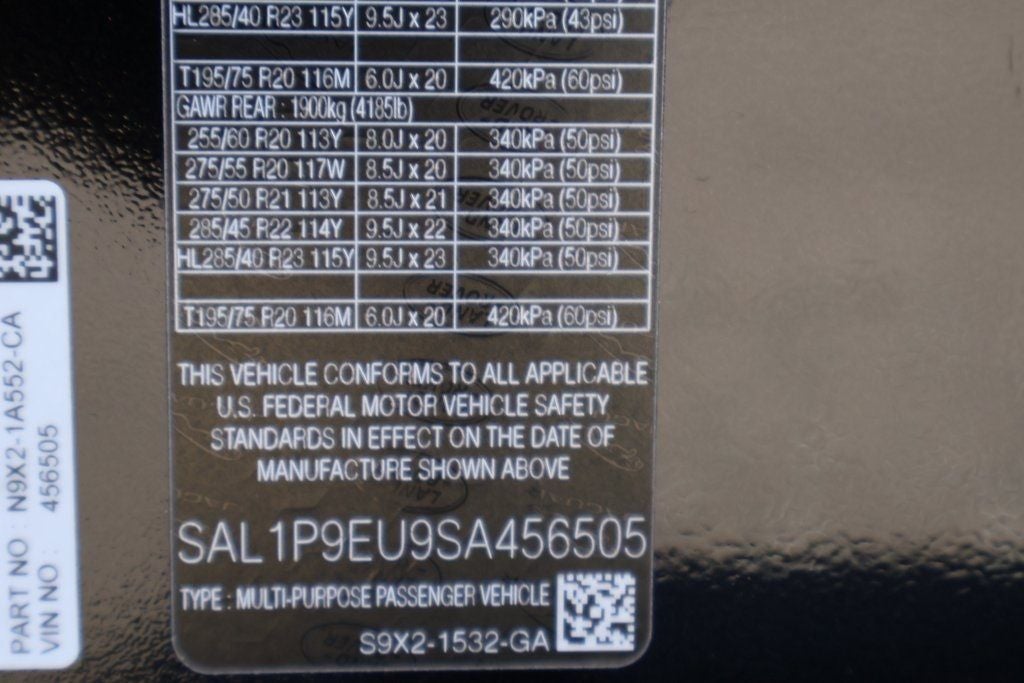 HL285/40 R23 115Y 9.5J x 23 290kPa (43psi)
T195/75 R20 116M 6.0J x 20 420kPa (60psi)
GAWR REAR : 1900kg (4185lb)
255/60 R20 113Y 8.0J x 20 340kPa (50psi)
275/55 R20 117W 8.5J x 20 340kPa (50psi)
275/50 R21 113Y 8.5J x 21 340kPa (50psi)
285/45 R22 114Y 9.5J x 22 340kPa (50psi)
HL285/40 R23 115Y 9.5J x 23 340kPa (50psi)
T195/75 R20 116M 6.0J x 20 420kPa (60psi)
THIS VEHICLE CONFORMS TO ALL APPLICABLE
U.S. FEDERAL MOTOR VEHICLE SAFETY
STANDARDS IN EFFECT ON THE DATE OF
MANUFACTURE SHOWN ABOVE
SAL1P9EU9SA456505
TYPE : MULTI-PURPOSE PASSENGER VEHICLE
S9X2-1532-GA
PART NO : N9X2-1A552-CA
VIN NO : 456505